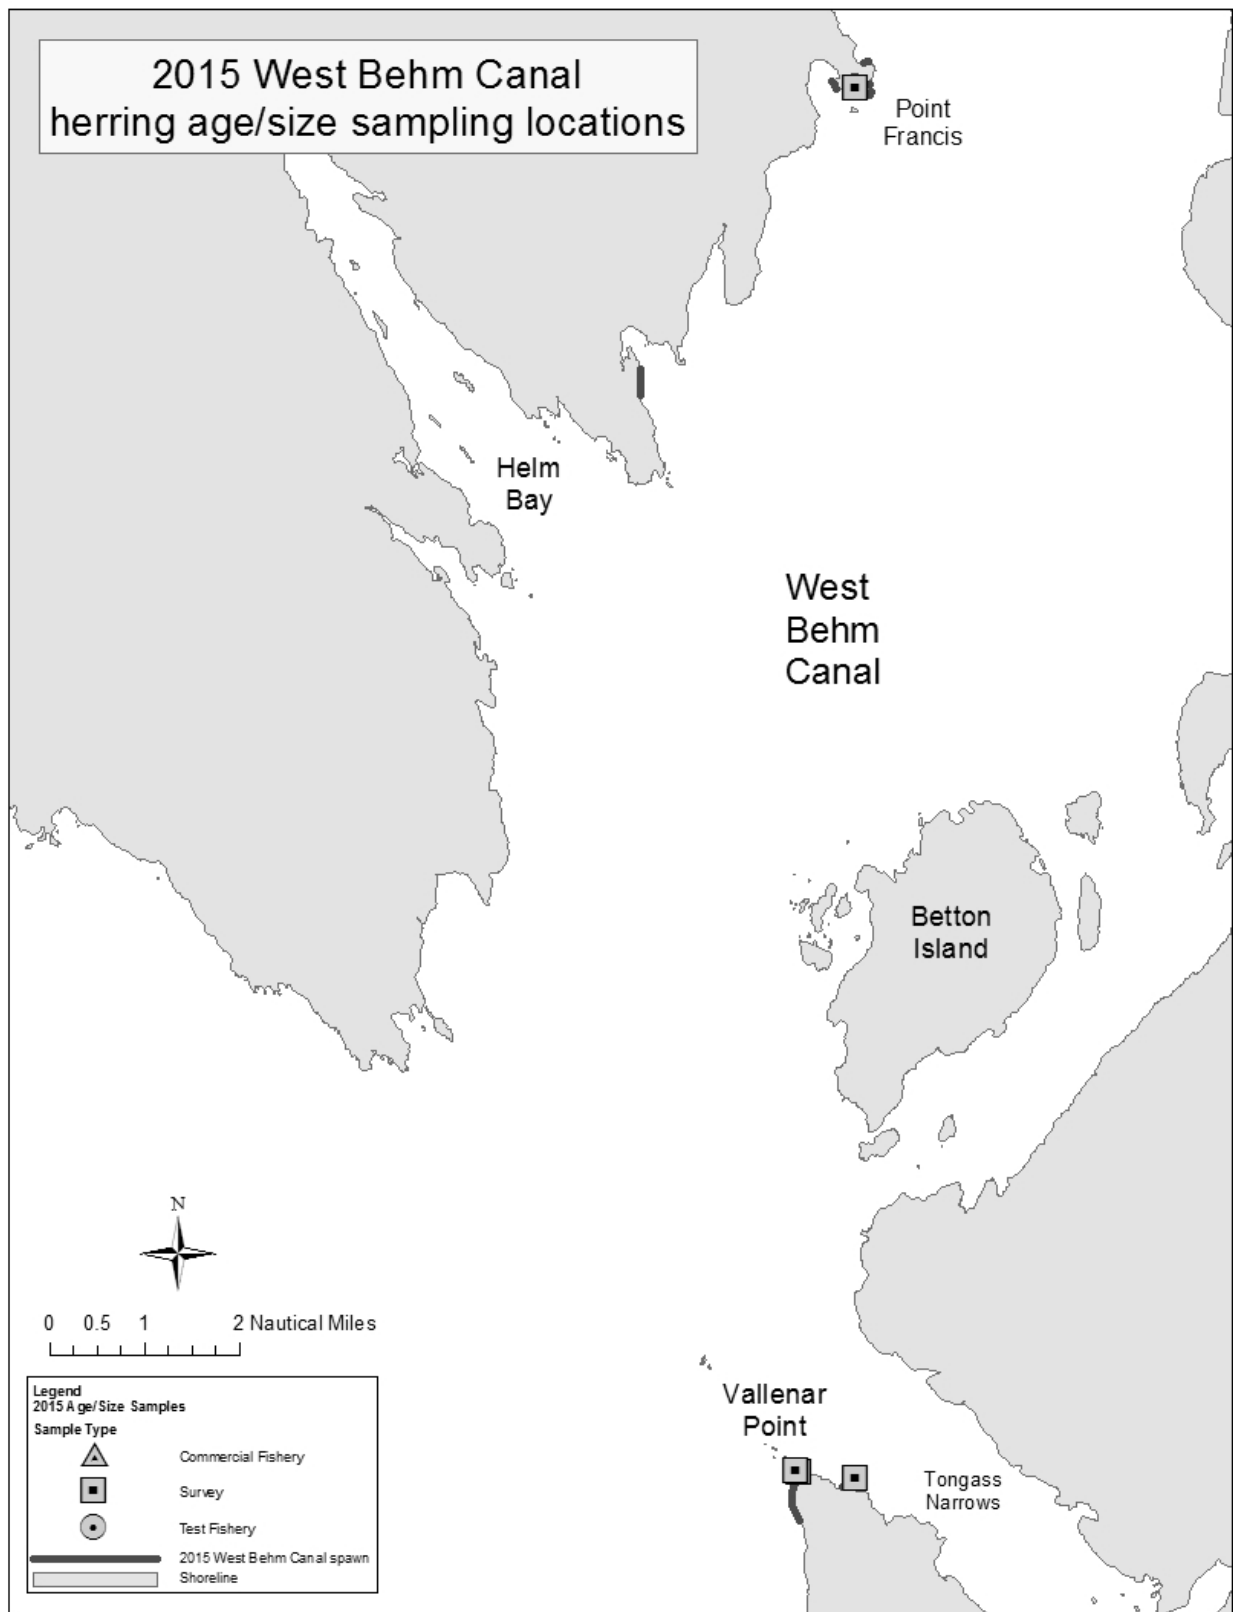 2015 West Behm Canal
herring age/size sampling locations
Point
Francis
Helm
Bay
West
Behm
Canal
Betton
Island
N
0 0.5 1 2 Nautical Miles
Vallenar
Point
Tongass
Narrows
Legend
2015 Age/Size Samples
Sample Type
Commercial Fishery
Survey
Test Fishery
2015 West Behm Canal spawn
Shoreline